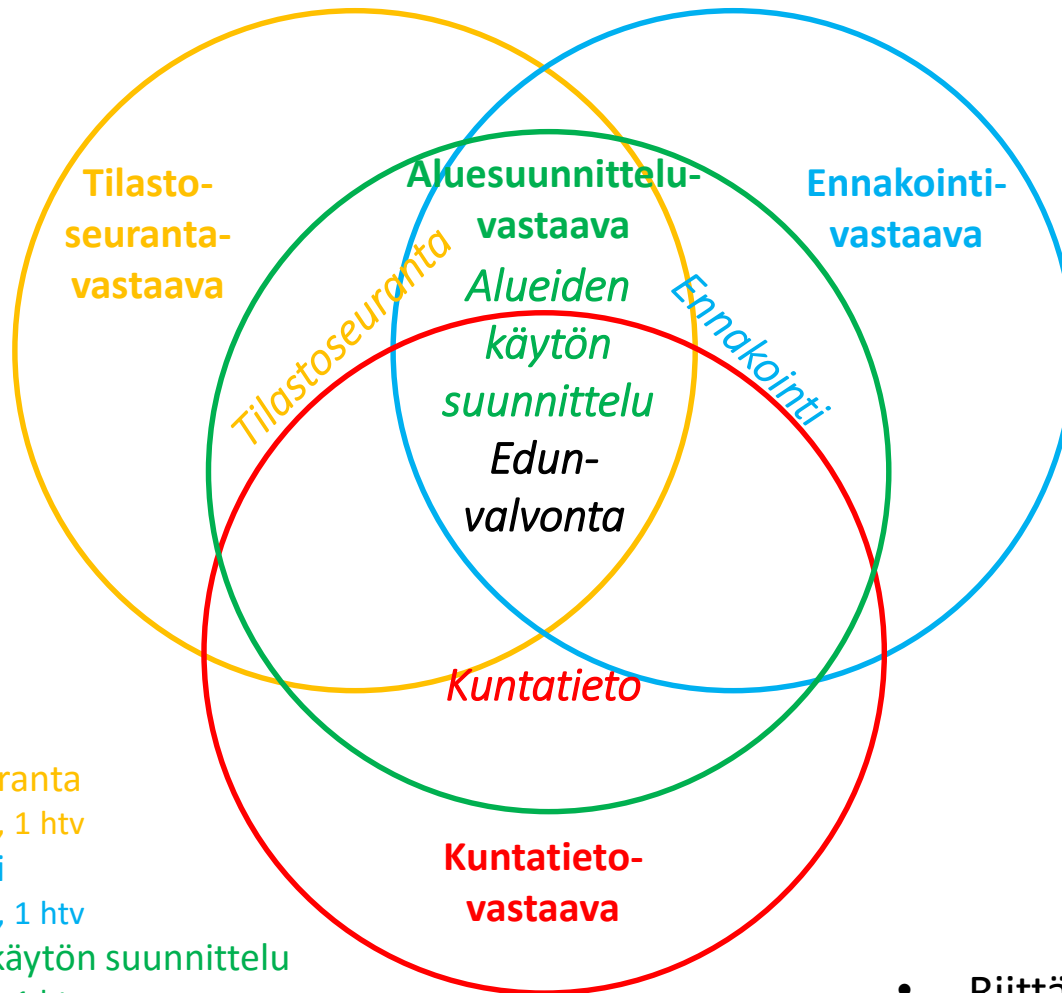 Tilasto-
seuranta-
vastaava
Aluesuunnittelu-
vastaava
Ennakointi-
vastaava
Tilastoseuranta
Alueiden
käytön
suunnittelu
Ennakointi
Edun-
valvonta
Kuntatieto
Kuntatieto-
vastaava
ranta
, 1 htv
i
, 1 htv
käytön suunnittelu
• Riittä